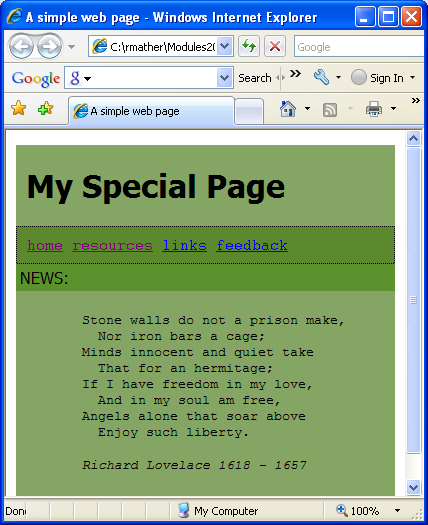 A simple web page - Windows Internet Explorer
C:\rmather\Modules20
Google
Google
g
Search
»
Sign In
A simple web page
»
My Special Page
home resources links feedback
NEWS:
Stone walls do not a prison make,
Nor iron bars a cage;
Minds innocent and quiet take
That for an hermitage;
If I have freedom in my love,
And in my soul am free,
Angels alone that soar above
Enjoy such liberty.
Richard Lovelace 1618 - 1657
My Computer
100%